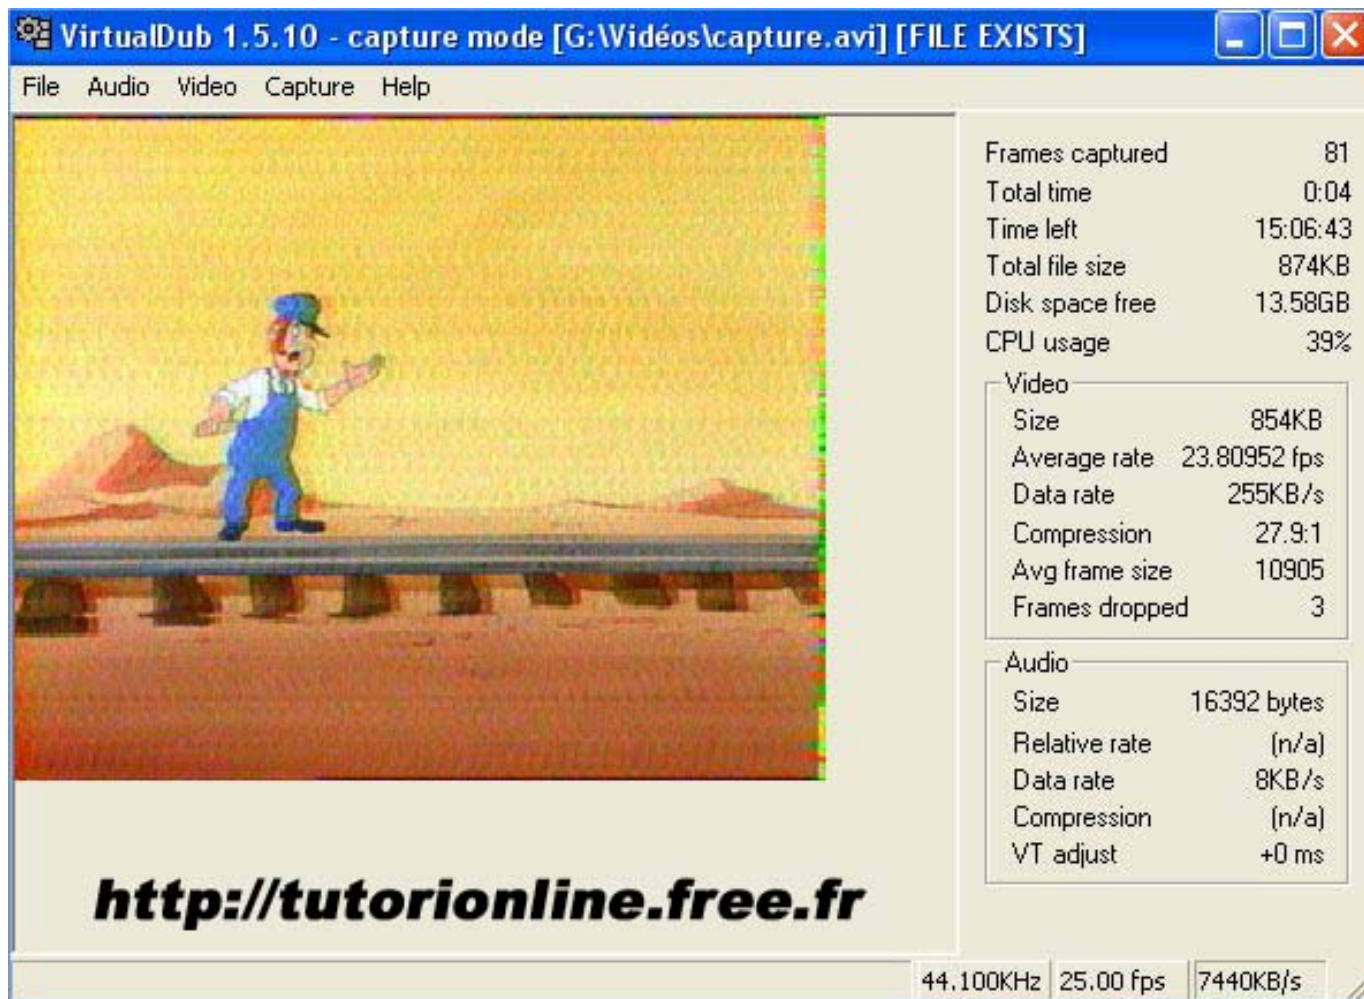 VirtualDub 1.5.10 - capture mode [G:\Vidéos\capture.avi] [FILE EXISTS]
File Audio Video Capture Help
Frames captured 81
Total time 0:04
Time left 15:06:43
Total file size 874KB
Disk space free 13.58GB
CPU usage 39%
Video
Size 854KB
Average rate 23.80952 fps
Data rate 255KB/s
Compression 27.9:1
Avg frame size 10905
Frames dropped 3
Audio
Size 16392 bytes
Relative rate (n/a)
Data rate 8KB/s
Compression (n/a)
VT adjust +0 ms
http://tutorionline.free.fr
44.100KHz 25.00 fps 7440KB/s